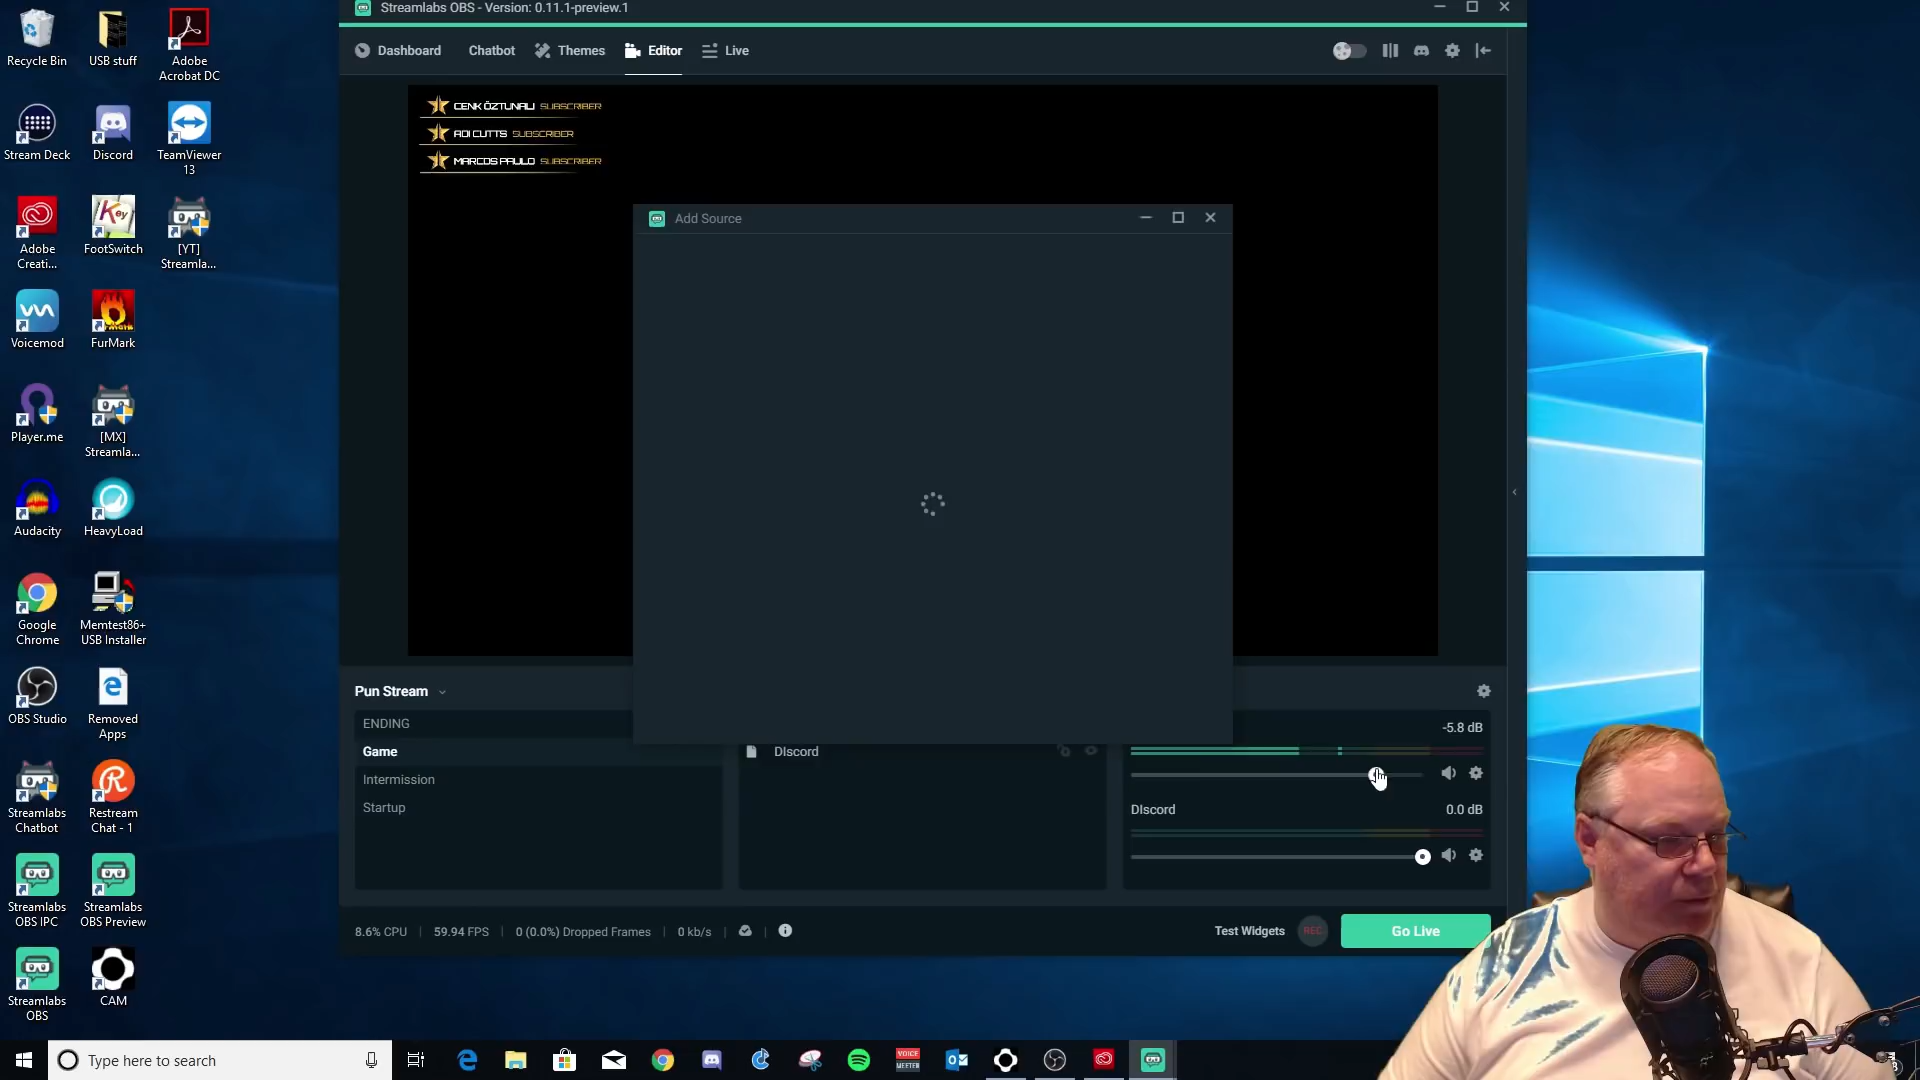 Streamlabs OBS - Version: 0.11.1-preview.1
Dashboard
Chatbot
Themes
Editor
Live
CENK ÖZTUNALI SUBSCRIBER
ADI CUTTS SUBSCRIBER
MARCOS PAULO SUBSCRIBER
Add Source
Pun Stream
ENDING
Game
Intermission
Startup
DIscord
-5.8 dB
DIscord
0.0 dB
8.6% CPU
59.94 FPS
0 (0.0%) Dropped Frames
0 kb/s
Test Widgets
REC
Go Live
Recycle Bin
USB stuff
Adobe
Acrobat DC
Stream Deck
Discord
TeamViewer
13
Adobe
Creati...
Key
FootSwitch
[YT]
Streamla...
Voicemod
FurMark
Player.me
[MX]
Streamla...
Audacity
HeavyLoad
Google
Chrome
Memtest86+
USB Installer
OBS Studio
Removed
Apps
Streamlabs
Chatbot
Restream
Chat - 1
Streamlabs
OBS IPC
Streamlabs
OBS Preview
Streamlabs
OBS
CAM
Type here to search
VOICE
MEETER